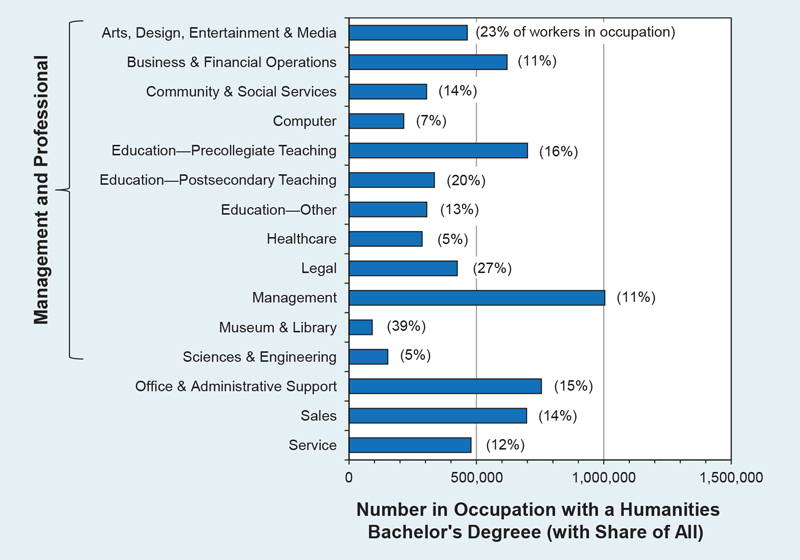 Management and Professional
Arts, Design, Entertainment & Media (23% of workers in occupation)
Business & Financial Operations (11%)
Community & Social Services (14%)
Computer (7%)
Education—Precollegiate Teaching (16%)
Education—Postsecondary Teaching (20%)
Education—Other (13%)
Healthcare (5%)
Legal (27%)
Management (11%)
Museum & Library (39%)
Sciences & Engineering (5%)
Office & Administrative Support (15%)
Sales (14%)
Service (12%)
0 500,000 1,000,000 1,500,000
Number in Occupation with a Humanities
Bachelor's Degreee (with Share of All)